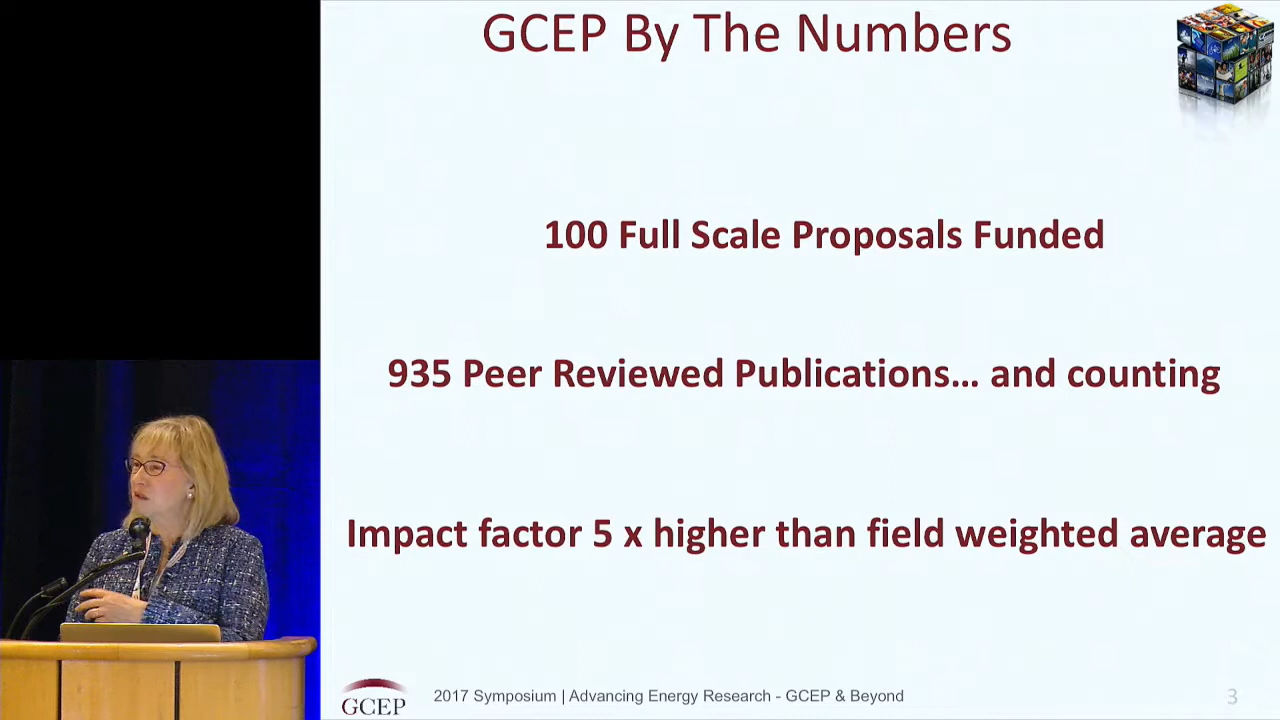 GCEP By The Numbers
100 Full Scale Proposals Funded
935 Peer Reviewed Publications... and counting
Impact factor 5 x higher than field weighted average
GCEP
2017 Symposium | Advancing Energy Research - GCEP & Beyond
3